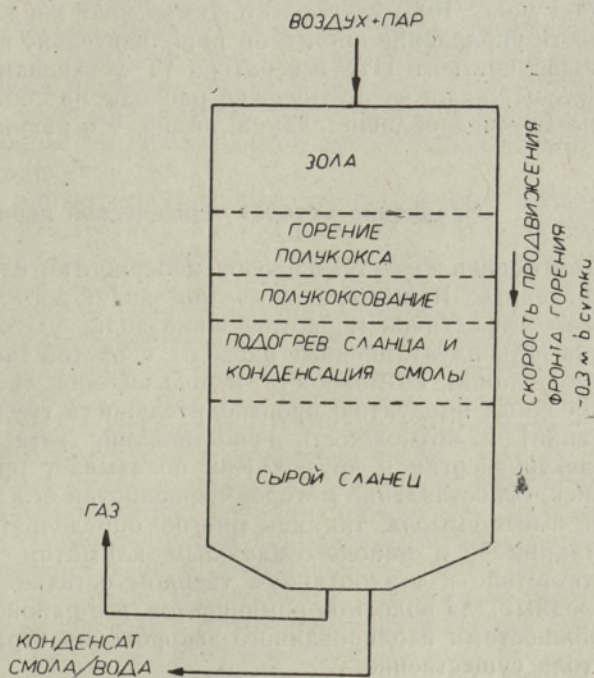 ВОЗДУХ+ПАР
ЗОЛА
ГОРЕНИЕ
ПОЛУКОКСА
ПОЛУКОКСОВАНИЕ
ПОДОГРЕВ СЛАНЦА И
КОНДЕНСАЦИЯ СМОЛЫ
СЫРОЙ СЛАНЕЦ
СКОРОСТЬ ПРОДВИЖЕНИЯ
ФРОНТА ГОРЕНИЯ
~0,3 м в сутки
ГАЗ
КОНДЕНСАТ
СМОЛА/ВОДА